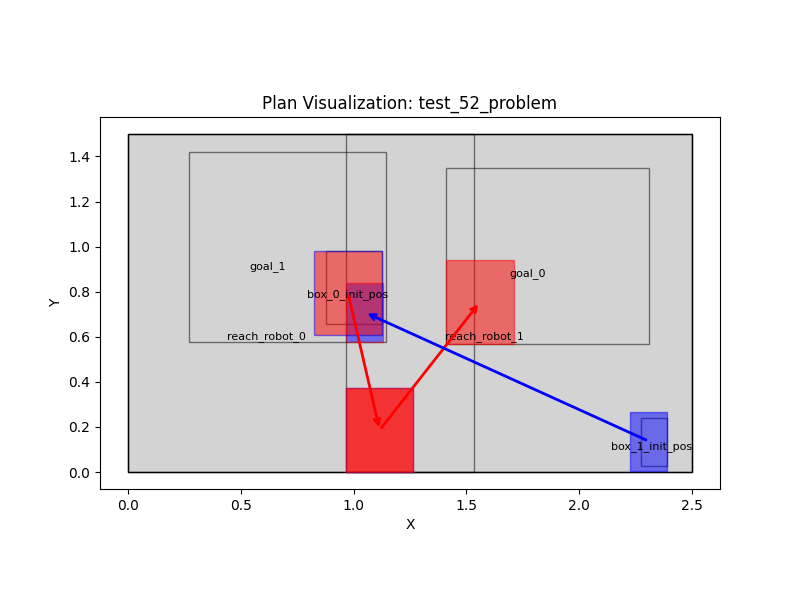 Plan Visualization: test_52_problem
1.4
1.2
1.0
0.8
0.6
0.4
0.2
0.0
Y
goal_1
goal_0
box_0_init_pos
reach_robot_0
reach_robot_1
box_1_init_pos
0.0
0.5
1.0
1.5
2.0
2.5
X